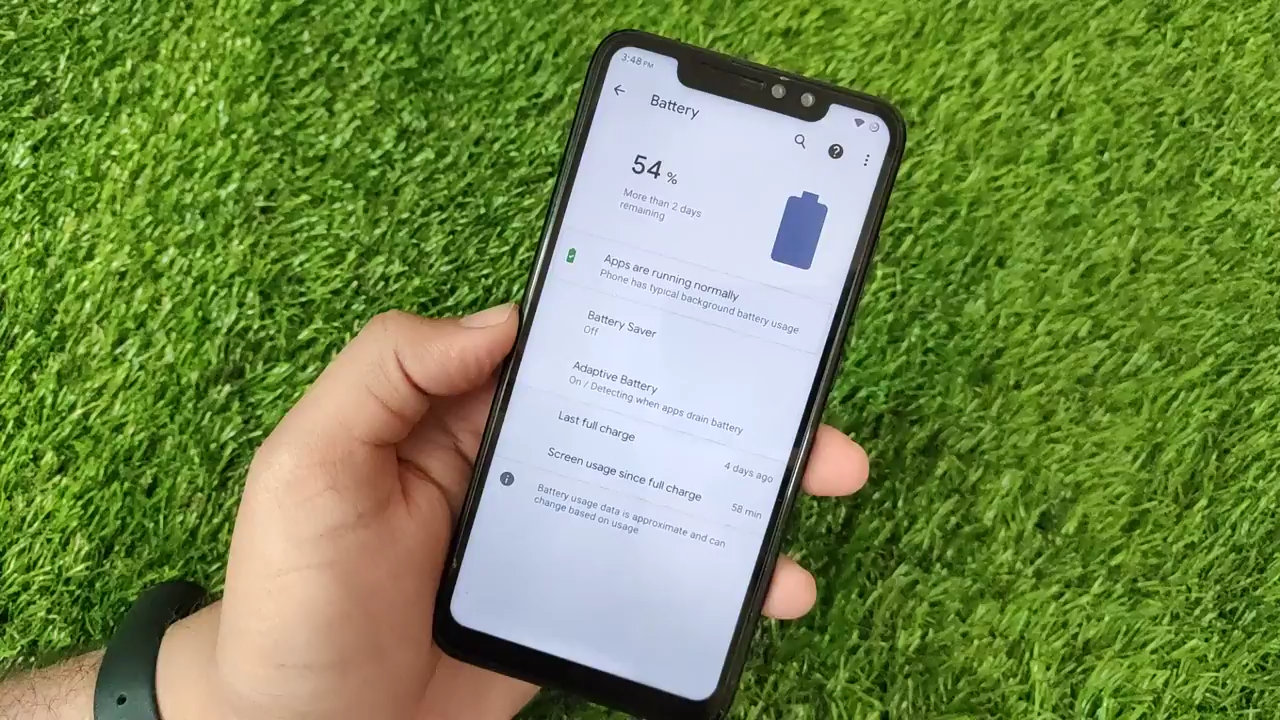 3:48 PM
Battery
54 %
More than 2 days
remaining
Apps are running normally
Phone has typical background battery usage
Battery Saver
Off
Adaptive Battery
On / Detecting when apps drain battery
Last full charge
4 days ago
Screen usage since full charge
58 min
Battery usage data is approximate and can
change based on usage